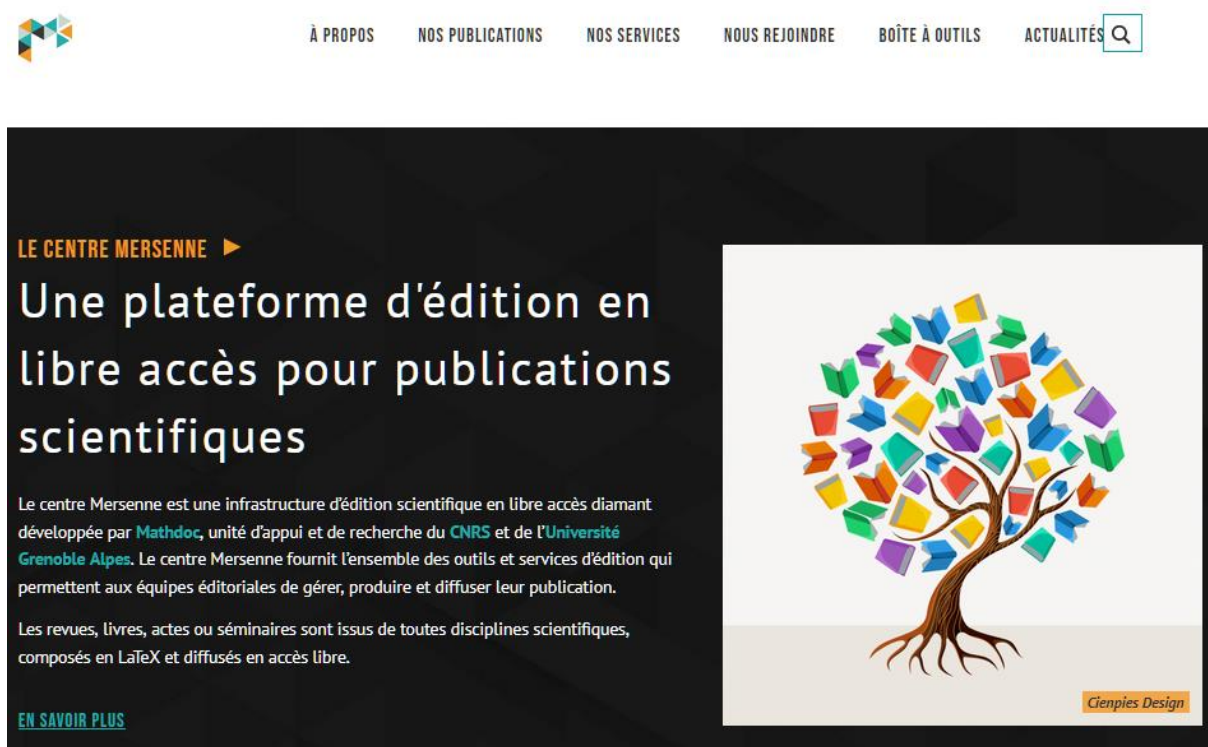 À PROPOS NOS PUBLICATIONS NOS SERVICES NOUS REJOINDRE BOÎTE À OUTILS ACTUALITÉS
LE CENTRE MERSENNE
Une plateforme d'édition en
libre accès pour publications
scientifiques
Le centre Mersenne est une infrastructure d'édition scientifique en libre accès diamant
développée par Mathdoc, unité d'appui et de recherche du CNRS et de l'Université
Grenoble Alpes. Le centre Mersenne fournit l'ensemble des outils et services d'édition qui
permettent aux équipes éditoriales de gérer, produire et diffuser leur publication.
Les revues, livres, actes ou séminaires sont issus de toutes disciplines scientifiques,
composés en LaTeX et diffusés en accès libre.
EN SAVOIR PLUS
Cienpies Design